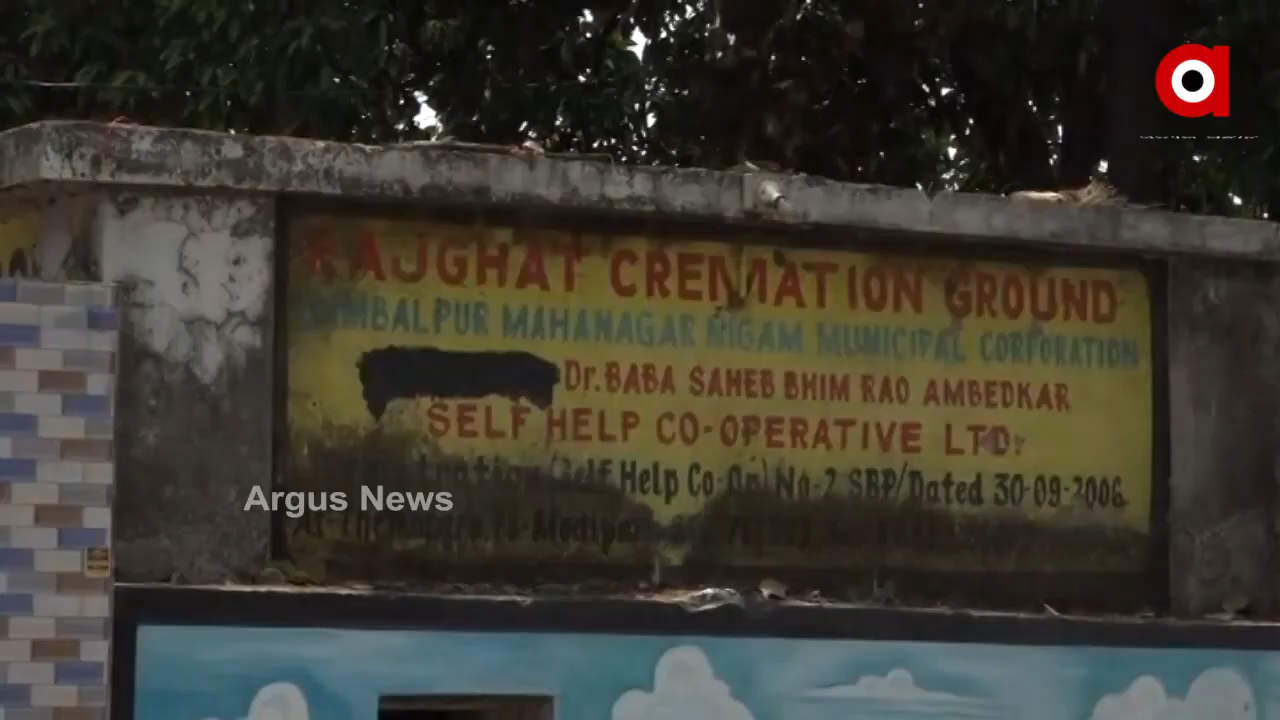 RAJGHAT CREMATION GROUND
MAHANAGAR NIGAM MUNICIPAL CORPORATION
Dr. BABA SAHEB BHIM RAO AMBEDKAR
SELF HELP CO-OPERATIVE LTD.
(Self Help Co-Op) No-2 SBP/Dated 30-09-2006
Argus News